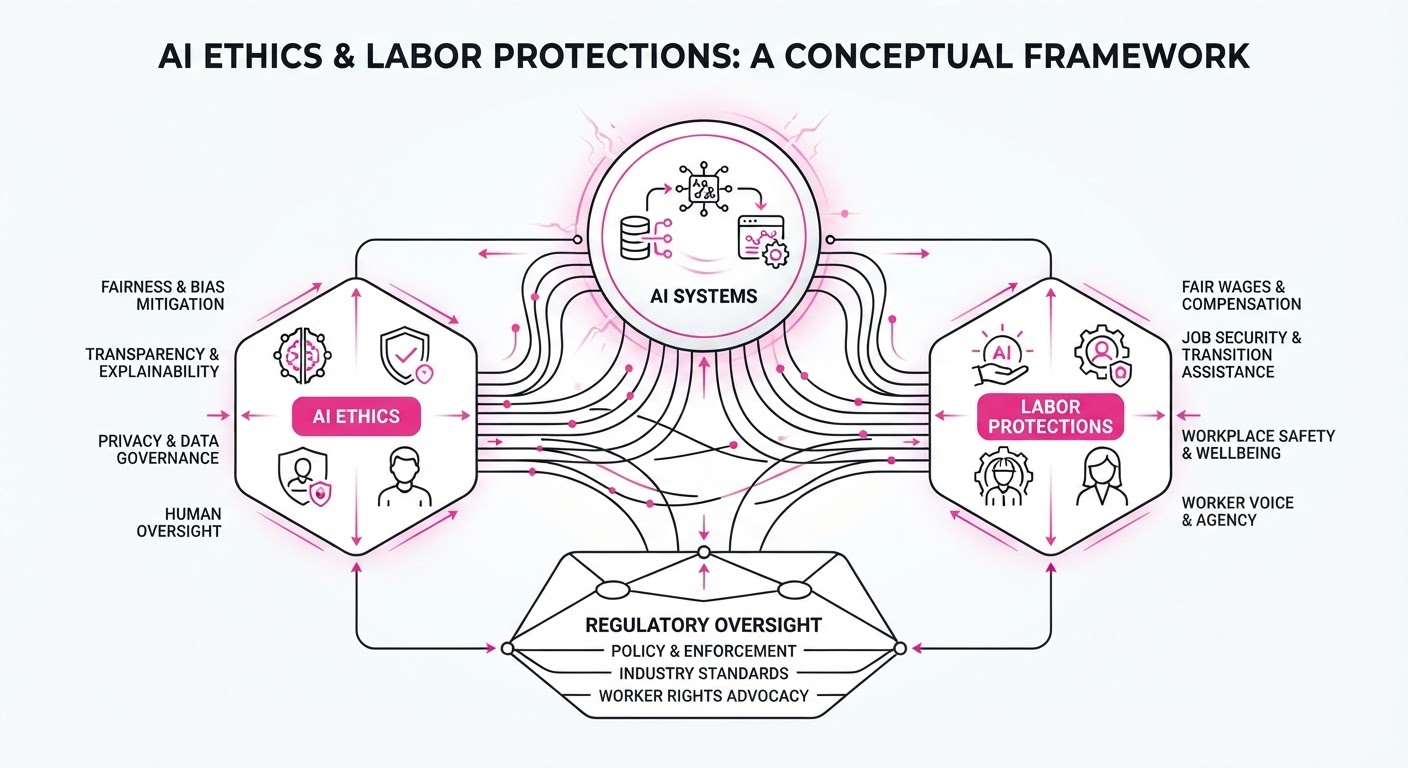 AI ETHICS & LABOR PROTECTIONS: A CONCEPTUAL FRAMEWORK
AI SYSTEMS
FAIRNESS & BIAS
MITIGATION
TRANSPARENCY &
EXPLAINABILITY
PRIVACY & DATA
GOVERNANCE
HUMAN
OVERSIGHT
AI ETHICS
AI
LABOR
PROTECTIONS
FAIR WAGES &
COMPENSATION
JOB SECURITY &
TRANSITION
ASSISTANCE
WORKPLACE SAFETY
& WELLBEING
WORKER VOICE
& AGENCY
REGULATORY OVERSIGHT
POLICY & ENFORCEMENT
INDUSTRY STANDARDS
WORKER RIGHTS ADVOCACY